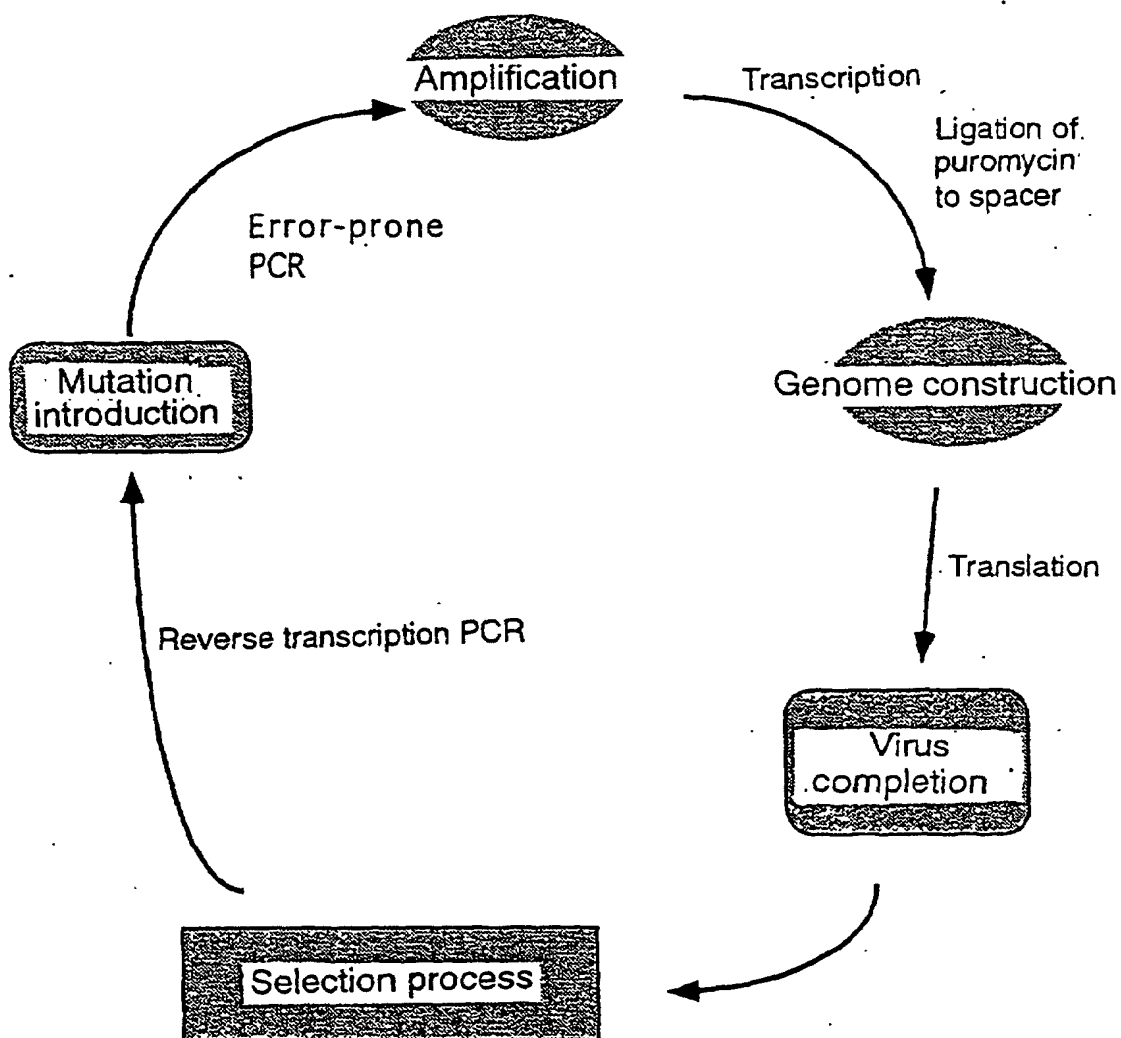 Amplification
Transcription
Ligation of
puromycin
to spacer
Error-prone
PCR
Mutation
introduction
Genome construction
Translation
Reverse transcription PCR
Virus
completion
Selection process